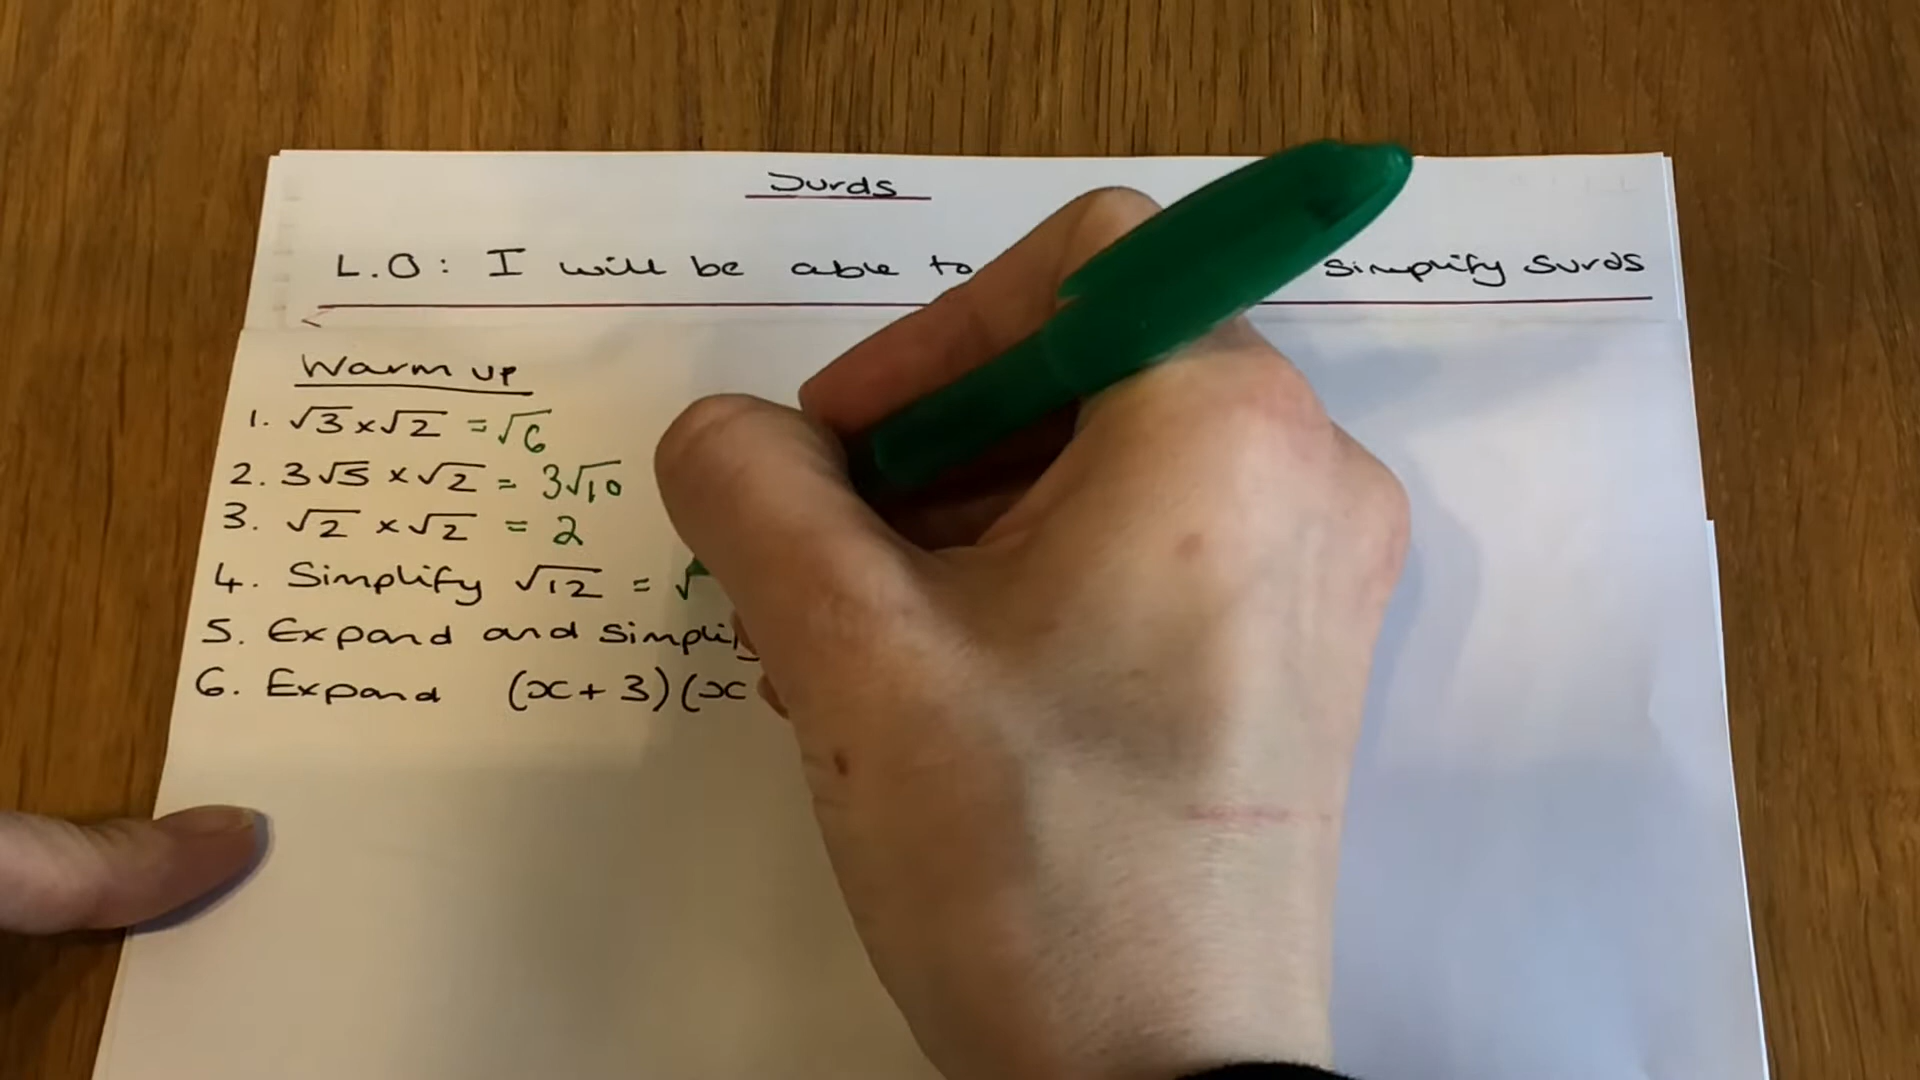 Surds
L.O: I will be able to simplify surds
Warm up
1. √3 x √2 = √6
2. 3√5 x √2 = 3√10
3. √2 x √2 = 2
4. Simplify √12 = √
5. Expand and simplify
6. Expand (x + 3)(x